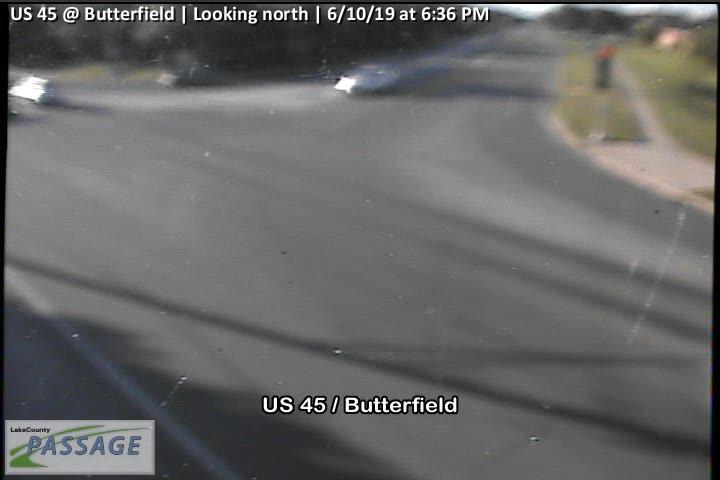 US 45 @ Butterfield | Looking north | 6/10/19 at 6:36 PM
US 45 / Butterfield
LakeCounty
PASSAGE